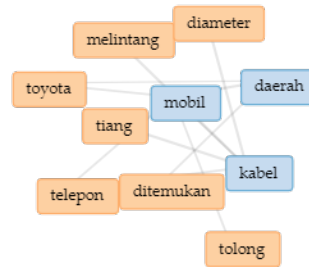 diameter
melintang
daerah
toyota
mobil
tiang
kabel
telepon
ditemukan
tolong